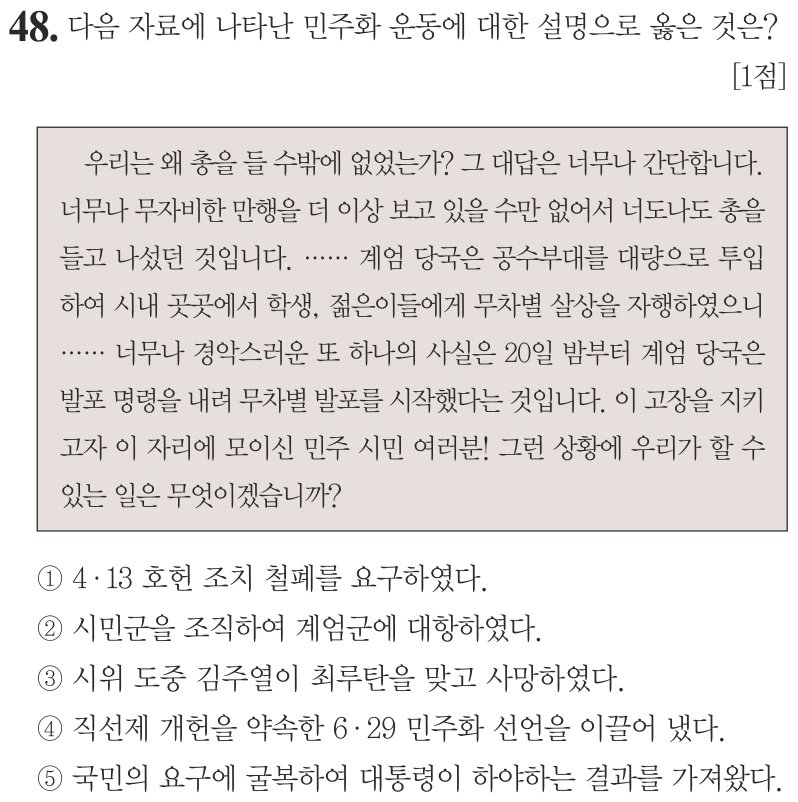 48. 다음 자료에 나타난 민주화 운동에 대한 설명으로 옳은 것은?
[1점]
우리는 왜 총을 들 수밖에 없었는가? 그 대답은 너무나 간단합니다.
너무나 무자비한 만행을 더 이상 보고 있을 수만 없어서 너도나도 총을
들고 나섰던 것입니다. …… 계엄 당국은 공수부대를 대량으로 투입
하여 시내 곳곳에서 학생, 젊은이들에게 무차별 살상을 자행하였으니
…… 너무나 경악스러운 또 하나의 사실은 20일 밤부터 계엄 당국은
발포 명령을 내려 무차별 발포를 시작했다는 것입니다. 이 고장을 지키
고자 이 자리에 모이신 민주 시민 여러분! 그런 상황에 우리가 할 수
있는 일은 무엇이겠습니까?
① 4·13 호헌 조치 철폐를 요구하였다.
② 시민군을 조직하여 계엄군에 대항하였다.
③ 시위 도중 김주열이 최루탄을 맞고 사망하였다.
④ 직선제 개헌을 약속한 6·29 민주화 선언을 이끌어 냈다.
⑤ 국민의 요구에 굴복하여 대통령이 하야하는 결과를 가져왔다.